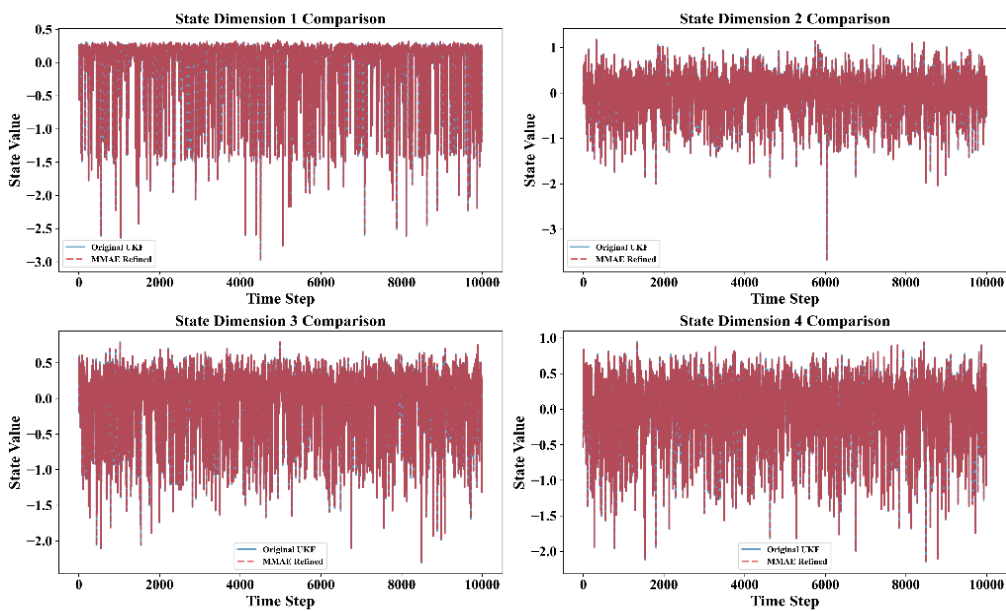 State Dimension 1 Comparison
State Value
0.5
0.0
−0.5
−1.0
−1.5
−2.0
−2.5
−3.0
Original UKF
MMAE Refined
0 2000 4000 6000 8000 10000
Time Step
State Dimension 2 Comparison
State Value
1
0
−1
−2
−3
Original UKF
MMAE Refined
0 2000 4000 6000 8000 10000
Time Step
State Dimension 3 Comparison
State Value
0.5
0.0
−0.5
−1.0
−1.5
−2.0
Original UKF
MMAE Refined
0 2000 4000 6000 8000 10000
Time Step
State Dimension 4 Comparison
State Value
1.0
0.5
0.0
−0.5
−1.0
−1.5
−2.0
Original UKF
MMAE Refined
0 2000 4000 6000 8000 10000
Time Step